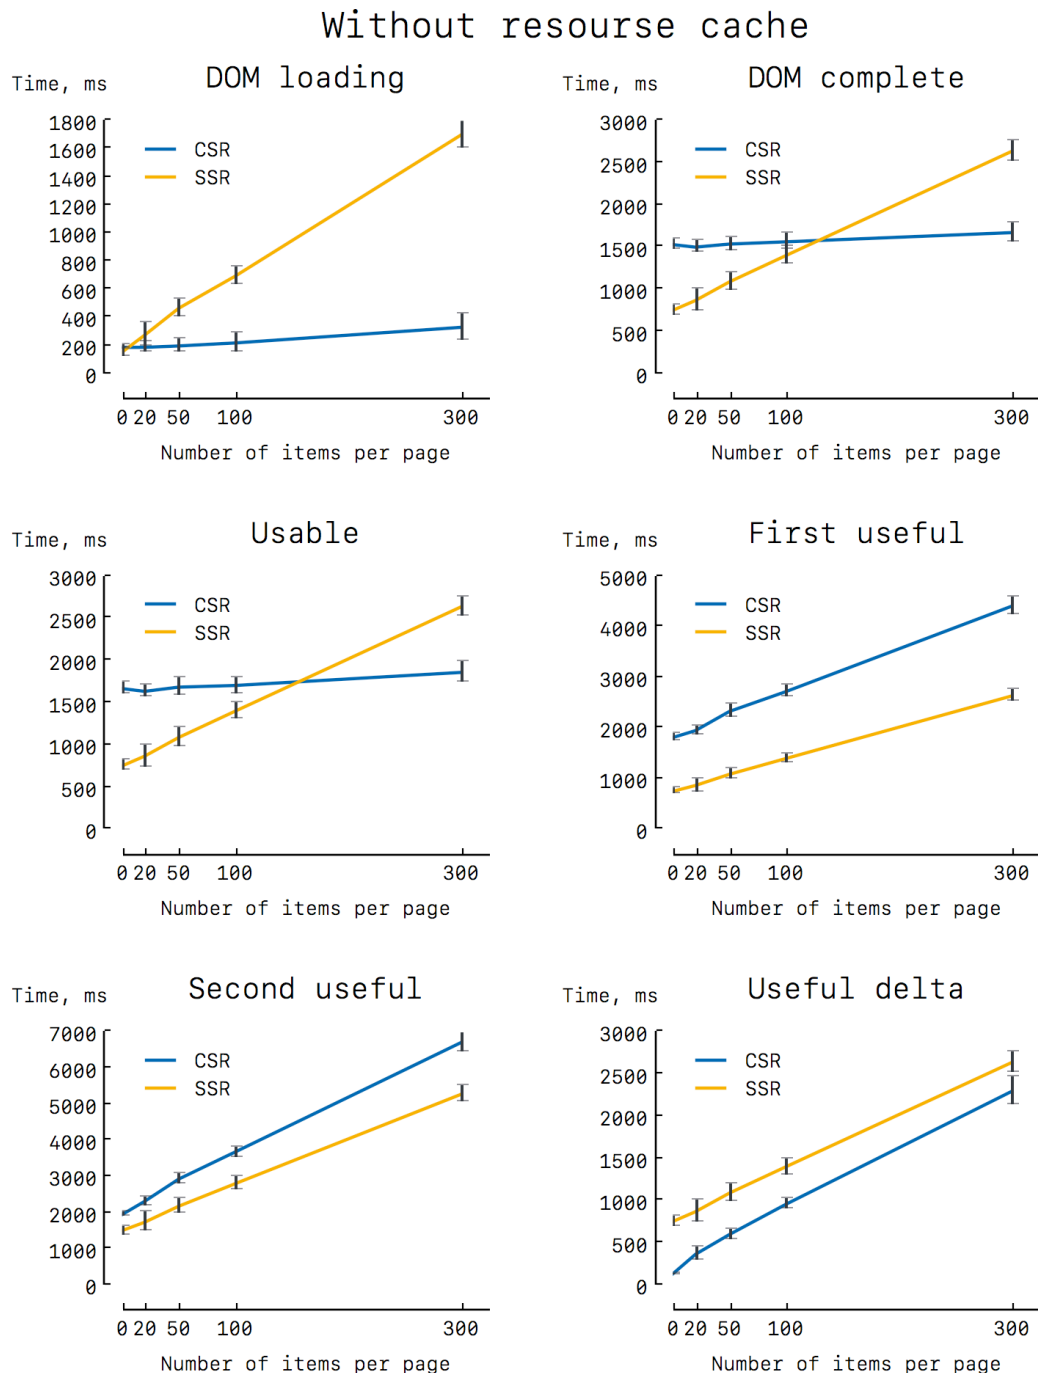 Without resourse cache
DOM loading
Time, ms
1800
1600
1400
1200
1000
800
600
400
200
0
CSR
SSR
0 20 50 100 300
Number of items per page
DOM complete
Time, ms
3000
2500
2000
1500
1000
500
0
CSR
SSR
0 20 50 100 300
Number of items per page
Usable
Time, ms
3000
2500
2000
1500
1000
500
0
CSR
SSR
0 20 50 100 300
Number of items per page
First useful
Time, ms
5000
4000
3000
2000
1000
0
CSR
SSR
0 20 50 100 300
Number of items per page
Second useful
Time, ms
7000
6000
5000
4000
3000
2000
1000
0
CSR
SSR
0 20 50 100 300
Number of items per page
Useful delta
Time, ms
3000
2500
2000
1500
1000
500
0
CSR
SSR
0 20 50 100 300
Number of items per page